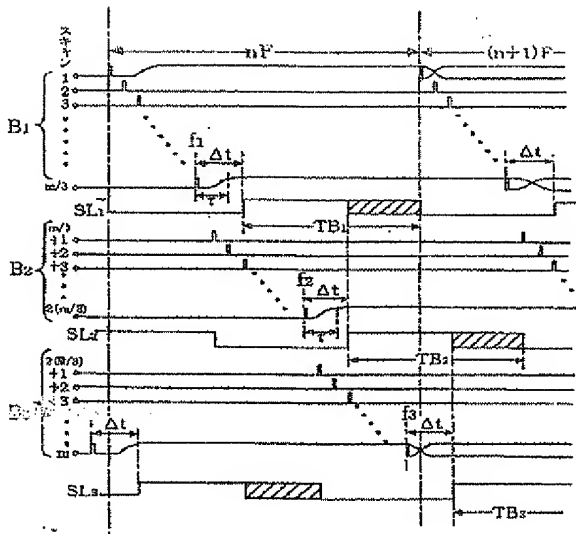 スキャン
nF
(n+1)F
1
2
3
B₁
f₁
Δt
Δt
τ
m/3
SL₁
TB₁
+1
+2
+3
B₂
f₂
Δt
τ
2(m/3)
SL₂
TB₂
+1
+2
+3
f₃
Δt
Δt
m
SL₃
TB₃